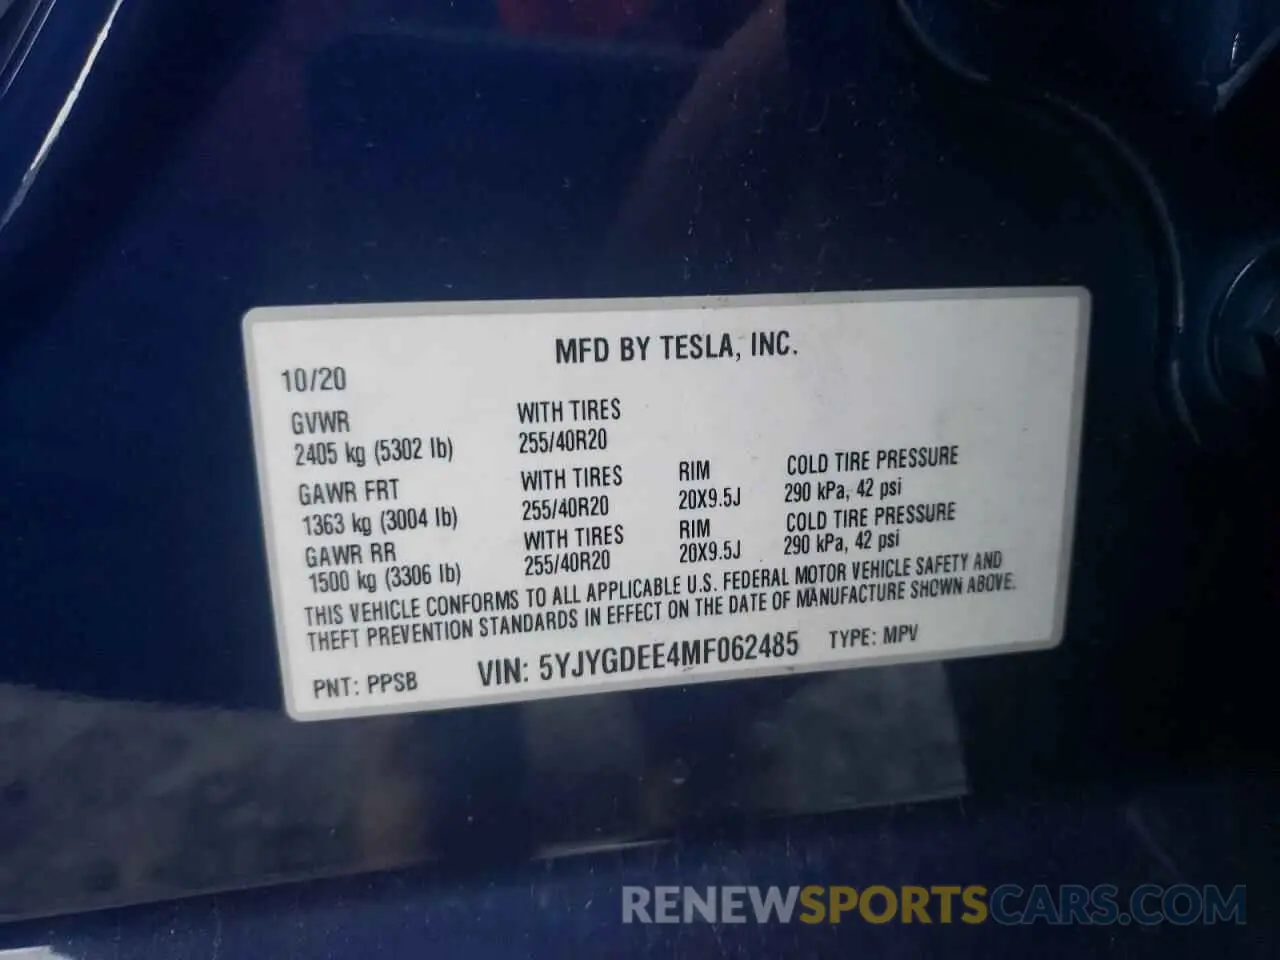 MFD BY TESLA, INC.
10/20
GVWR WITH TIRES
2405 kg (5302 lb) 255/40R20
GAWR FRT WITH TIRES RIM COLD TIRE PRESSURE
1363 kg (3004 lb) 255/40R20 20X9.5J 290 kPa, 42 psi
GAWR RR WITH TIRES RIM COLD TIRE PRESSURE
1500 kg (3306 lb) 255/40R20 20X9.5J 290 kPa, 42 psi
THIS VEHICLE CONFORMS TO ALL APPLICABLE U.S. FEDERAL MOTOR VEHICLE SAFETY AND
THEFT PREVENTION STANDARDS IN EFFECT ON THE DATE OF MANUFACTURE SHOWN ABOVE.
PNT: PPSB VIN: 5YJYGDEE4MF062485 TYPE: MPV
RENEWSPORTSCARS.COM